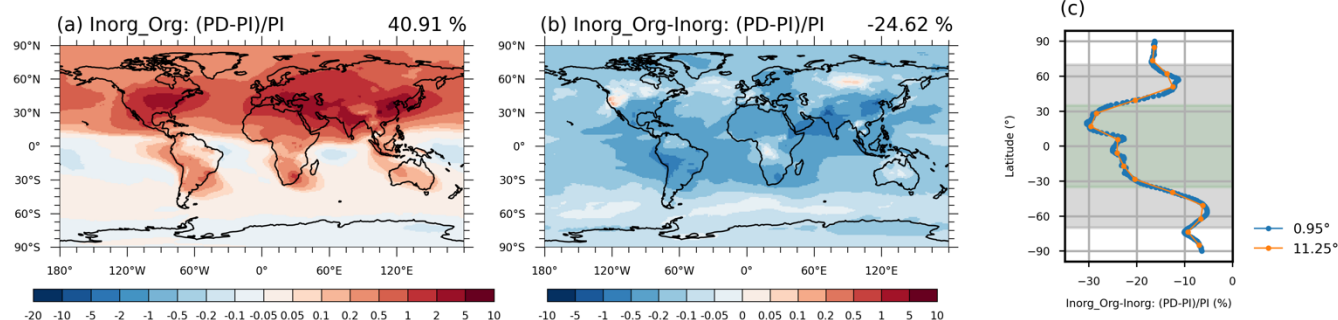 (a) Inorg_Org: (PD-PI)/PI 40.91 %
90°N
60°N
30°N
0°
30°S
60°S
90°S
180° 120°W 60°W 0° 60°E 120°E
-20 -10 -5 -2 -1 -0.5 -0.2 -0.1 -0.05 0 0.05 0.1 0.2 0.5 1 2 5 10
(b) Inorg_Org-Inorg: (PD-PI)/PI -24.62 %
90°N
60°N
30°N
0°
30°S
60°S
90°S
180° 120°W 60°W 0° 60°E 120°E
-10 -5 -2 -1 -0.5 -0.2 -0.1 -0.05 0 0.05 0.1 0.2 0.5 1 2 5 10
(c)
Latitude (°)
90
60
30
0
−30
−60
−90
−30 −20 −10 0
Inorg_Org-Inorg: (PD-PI)/PI (%)
0.95°
11.25°